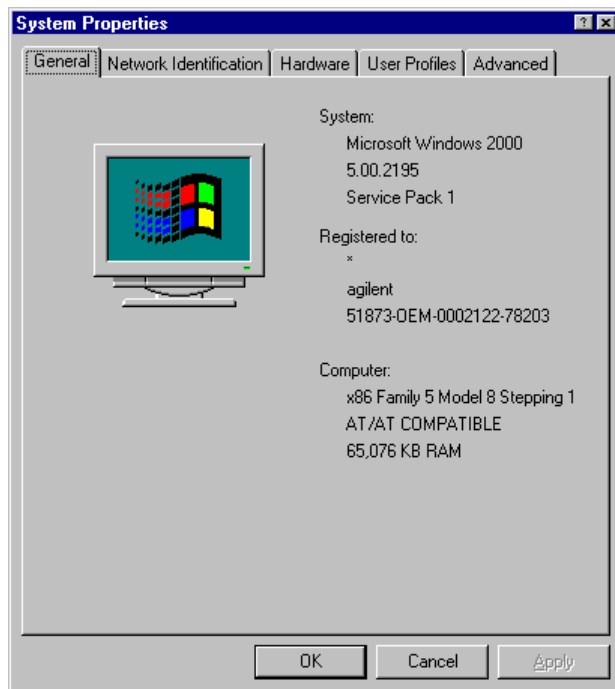 System Properties
General
Network Identification
Hardware
User Profiles
Advanced
System:
Microsoft Windows 2000
5.00.2195
Service Pack 1
Registered to:
*
agilent
51873-OEM-0002122-78203
Computer:
x86 Family 5 Model 8 Stepping 1
AT/AT COMPATIBLE
65,076 KB RAM
OK
Cancel
Apply